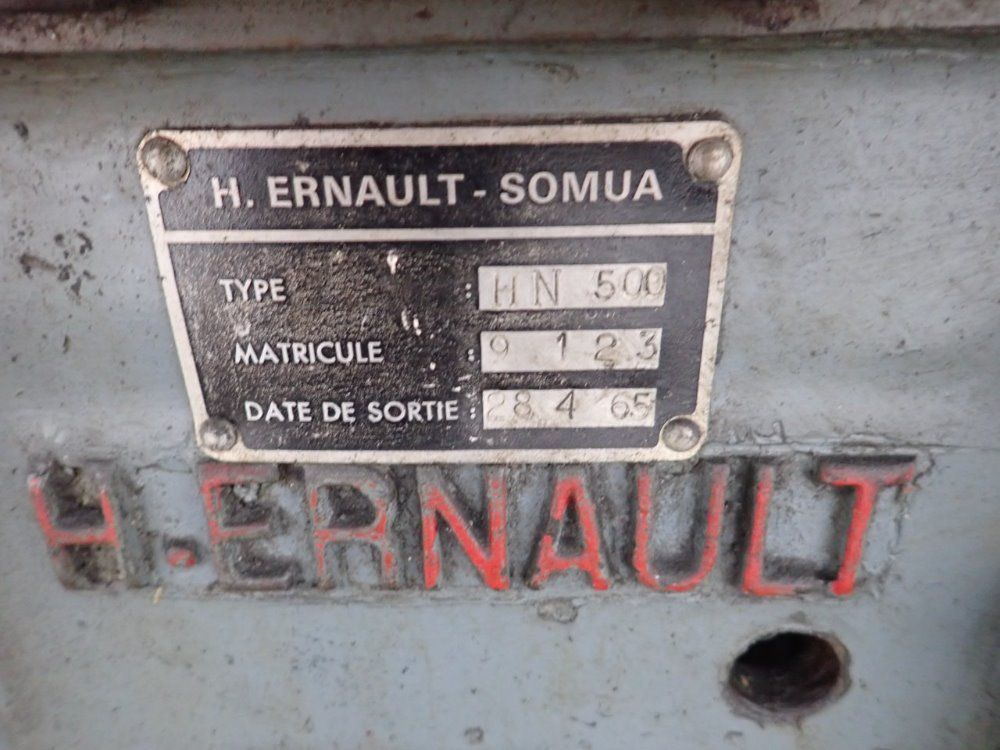 H. ERNAULT - SOMUA
TYPE : HN 500
MATRICULE : 9 123
DATE DE SORTIE : 28 4 65
H. ERNAULT